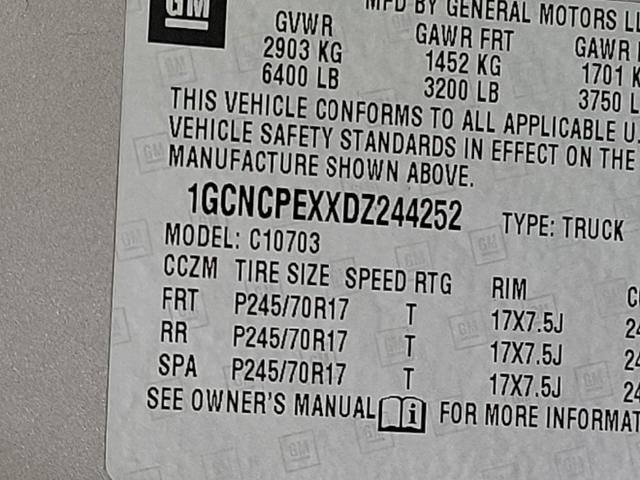 GM
MFD BY GENERAL MOTORS
GVWR GAWR FRT GAWR
2903 KG 1452 KG 1701
6400 LB 3200 LB 3750
THIS VEHICLE CONFORMS TO ALL APPLICABLE U.
VEHICLE SAFETY STANDARDS IN EFFECT ON THE
MANUFACTURE SHOWN ABOVE.
1GCNCPEXXDZ244252 TYPE: TRUCK
MODEL: C10703
CCZM TIRE SIZE SPEED RTG RIM
FRT P245/70R17 T 17X7.5J
RR P245/70R17 T 17X7.5J
SPA P245/70R17 T 17X7.5J
SEE OWNER'S MANUAL i FOR MORE INFORMAT